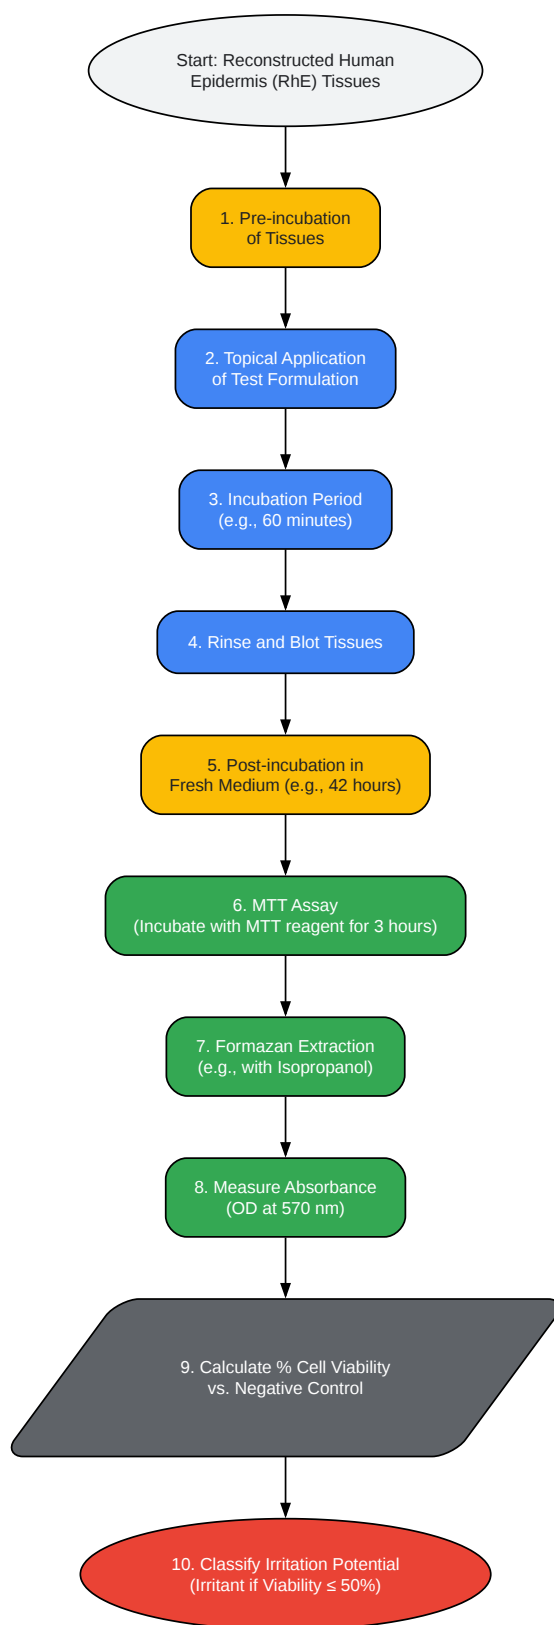 Start: Reconstructed Human
Epidermis (RhE) Tissues
1. Pre-incubation
of Tissues
2. Topical Application
of Test Formulation
3. Incubation Period
(e.g., 60 minutes)
4. Rinse and Blot Tissues
5. Post-incubation in
Fresh Medium (e.g., 42 hours)
6. MTT Assay
(Incubate with MTT reagent for 3 hours)
7. Formazan Extraction
(e.g., with Isopropanol)
8. Measure Absorbance
(OD at 570 nm)
9. Calculate % Cell Viability
vs. Negative Control
10. Classify Irritation Potential
(Irritant if Viability ≤ 50%)